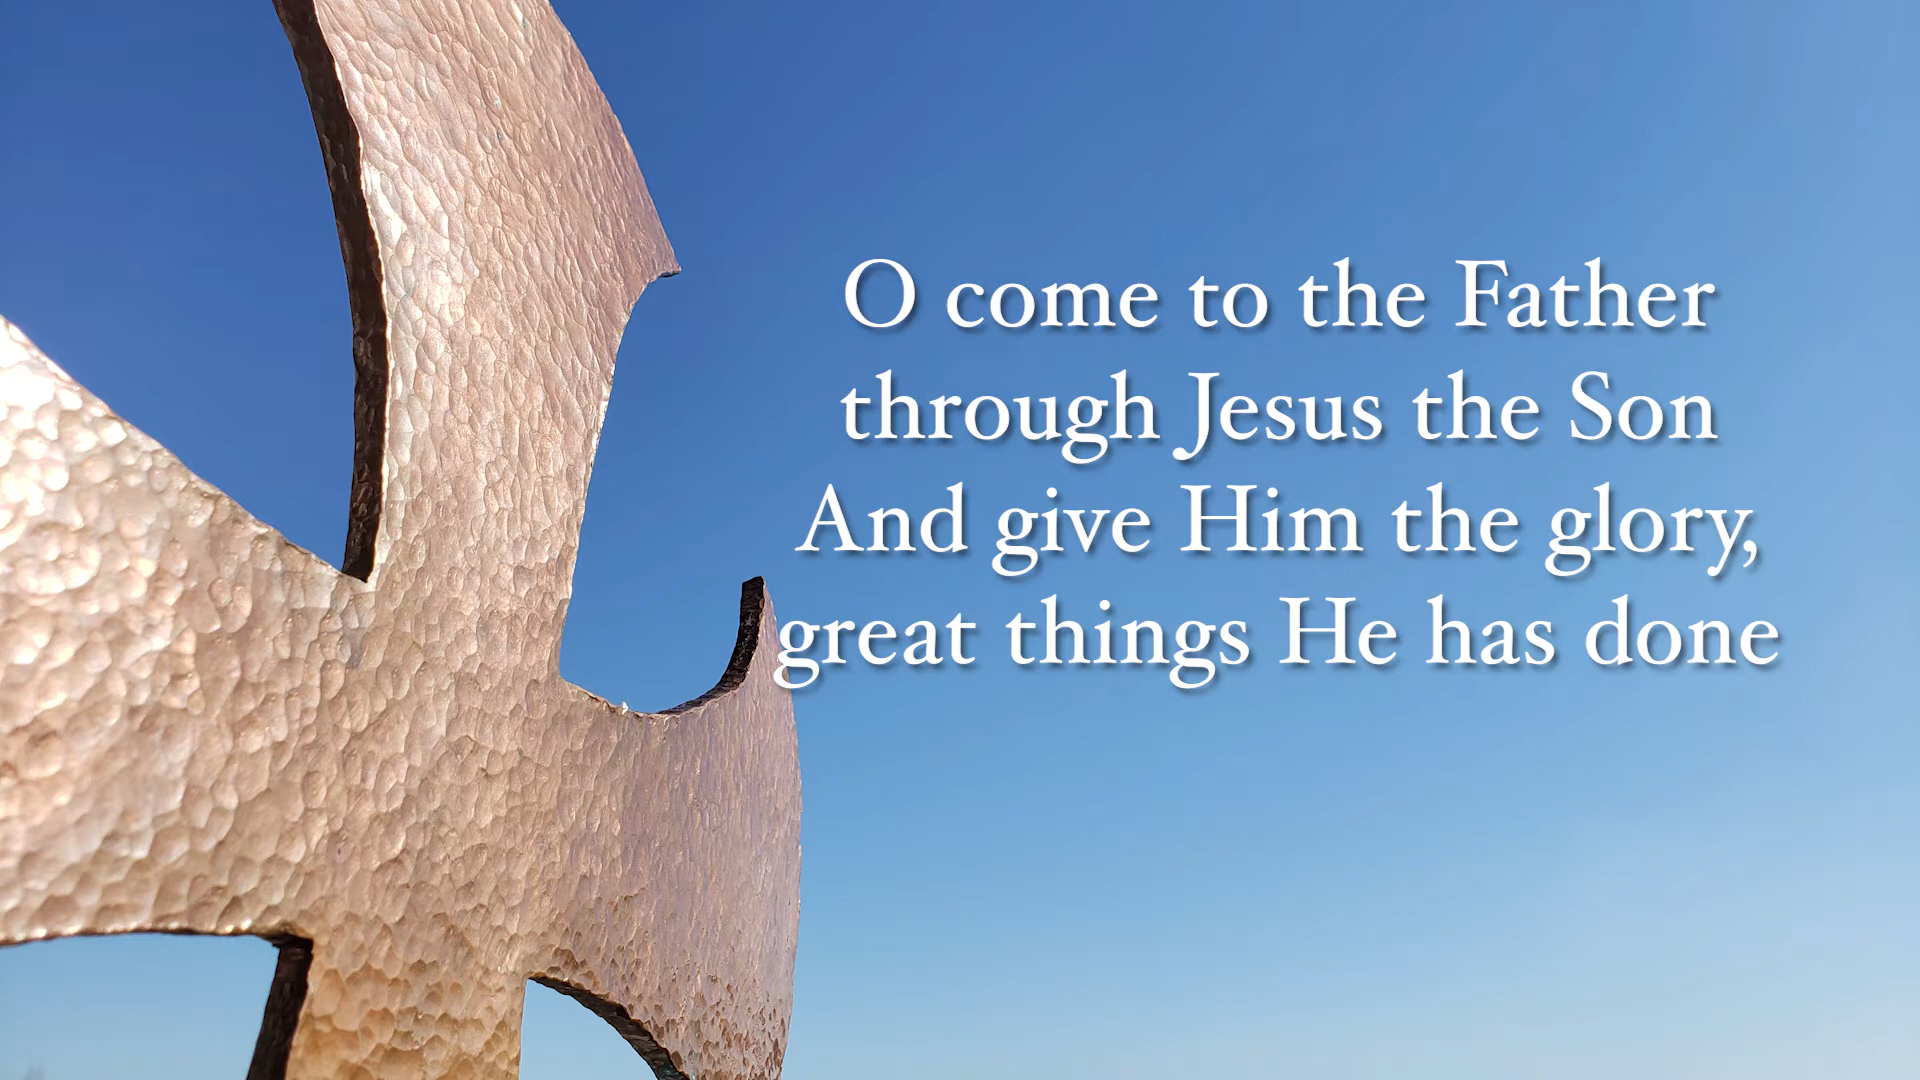 O come to the Father
through Jesus the Son
And give Him the glory,
great things He has done